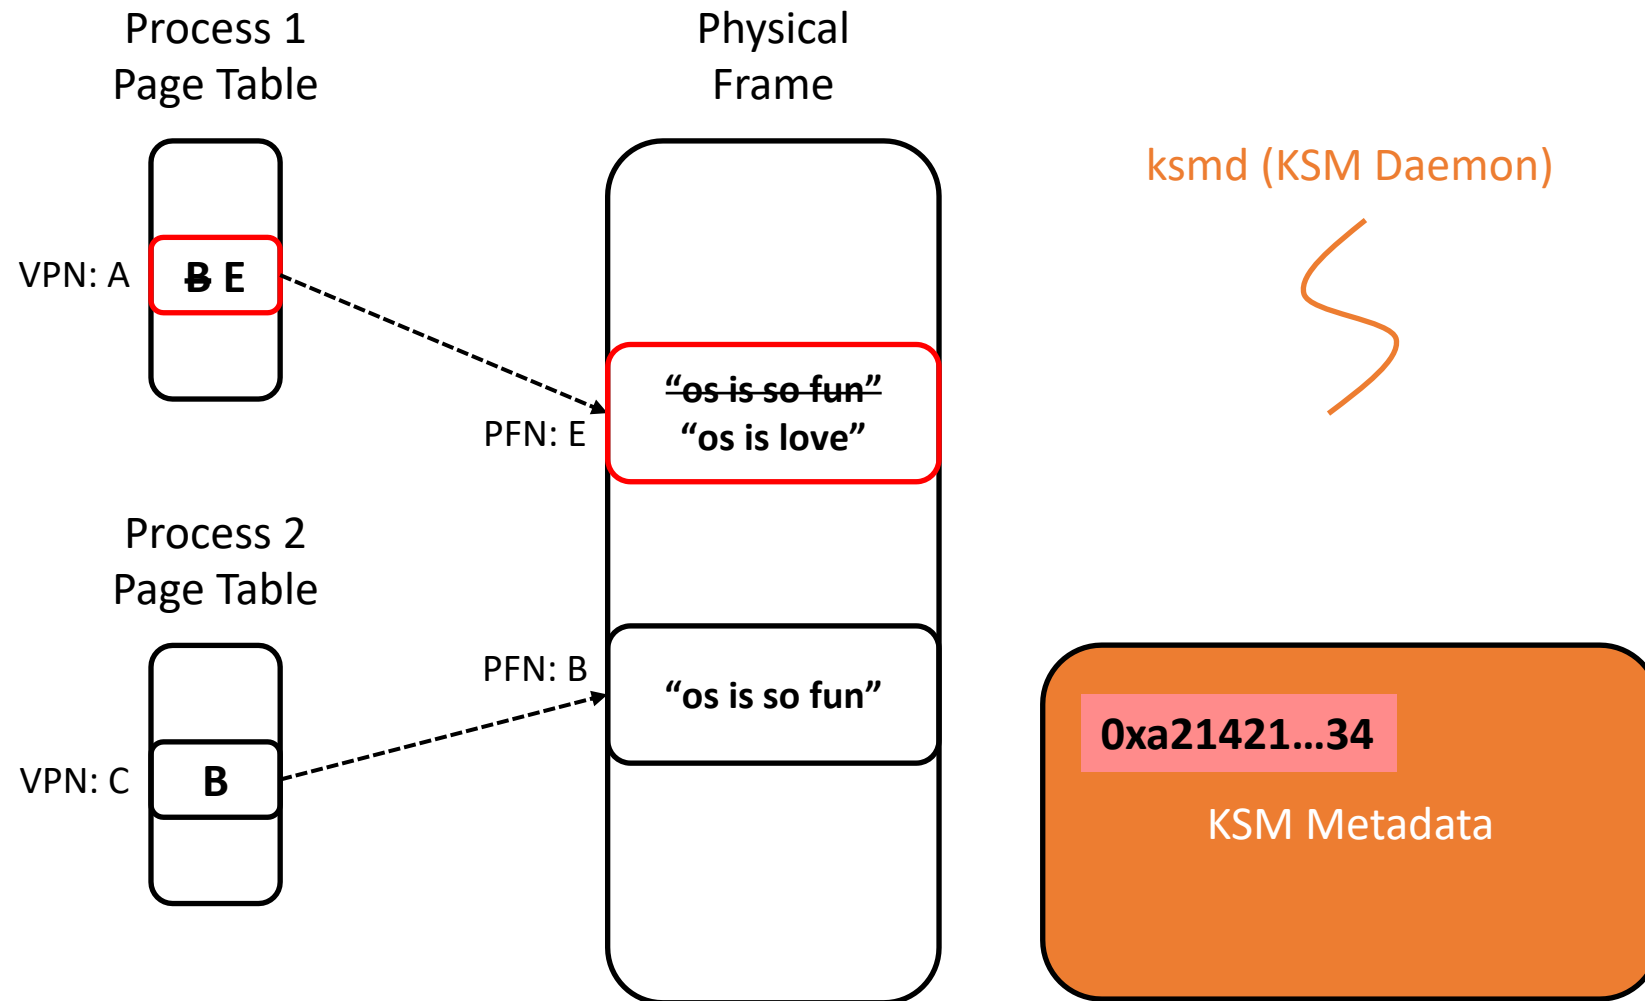 Process 1
Page Table
Physical
Frame
ksmd (KSM Daemon)
VPN: A
B E
“os is so fun”
“os is love”
PFN: E
Process 2
Page Table
PFN: B
“os is so fun”
VPN: C
B
0xa21421...34
KSM Metadata